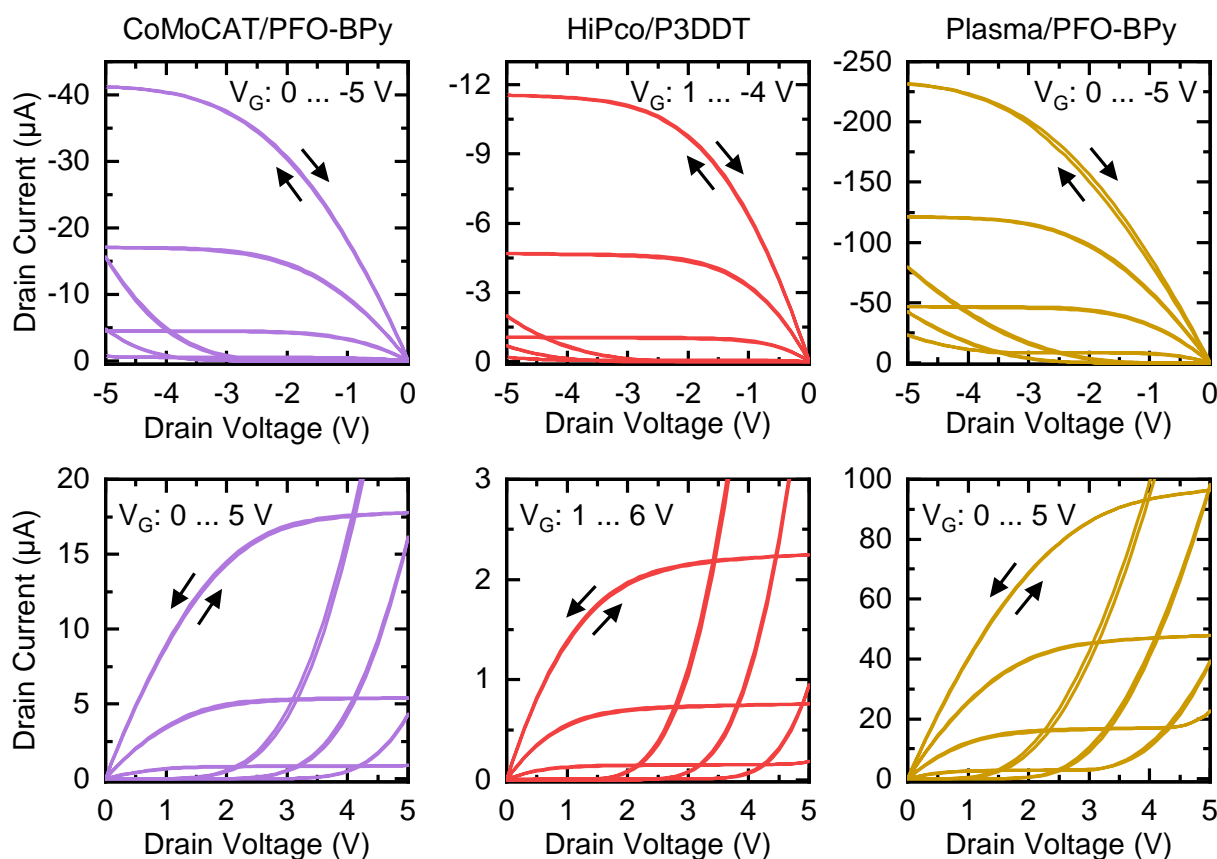 CoMoCAT/PFO-BPy
HiPco/P3DDT
Plasma/PFO-BPy
Drain Current (µA)
-40
-30
-20
-10
0
V_G: 0 ... -5 V
-5 -4 -3 -2 -1 0
Drain Voltage (V)
-12
-9
-6
-3
0
V_G: 1 ... -4 V
-5 -4 -3 -2 -1 0
Drain Voltage (V)
-250
-200
-150
-100
-50
0
V_G: 0 ... -5 V
-5 -4 -3 -2 -1 0
Drain Voltage (V)
Drain Current (µA)
20
15
10
5
0
V_G: 0 ... 5 V
0 1 2 3 4 5
Drain Voltage (V)
3
2
1
0
V_G: 1 ... 6 V
0 1 2 3 4 5
Drain Voltage (V)
100
80
60
40
20
0
V_G: 0 ... 5 V
0 1 2 3 4 5
Drain Voltage (V)